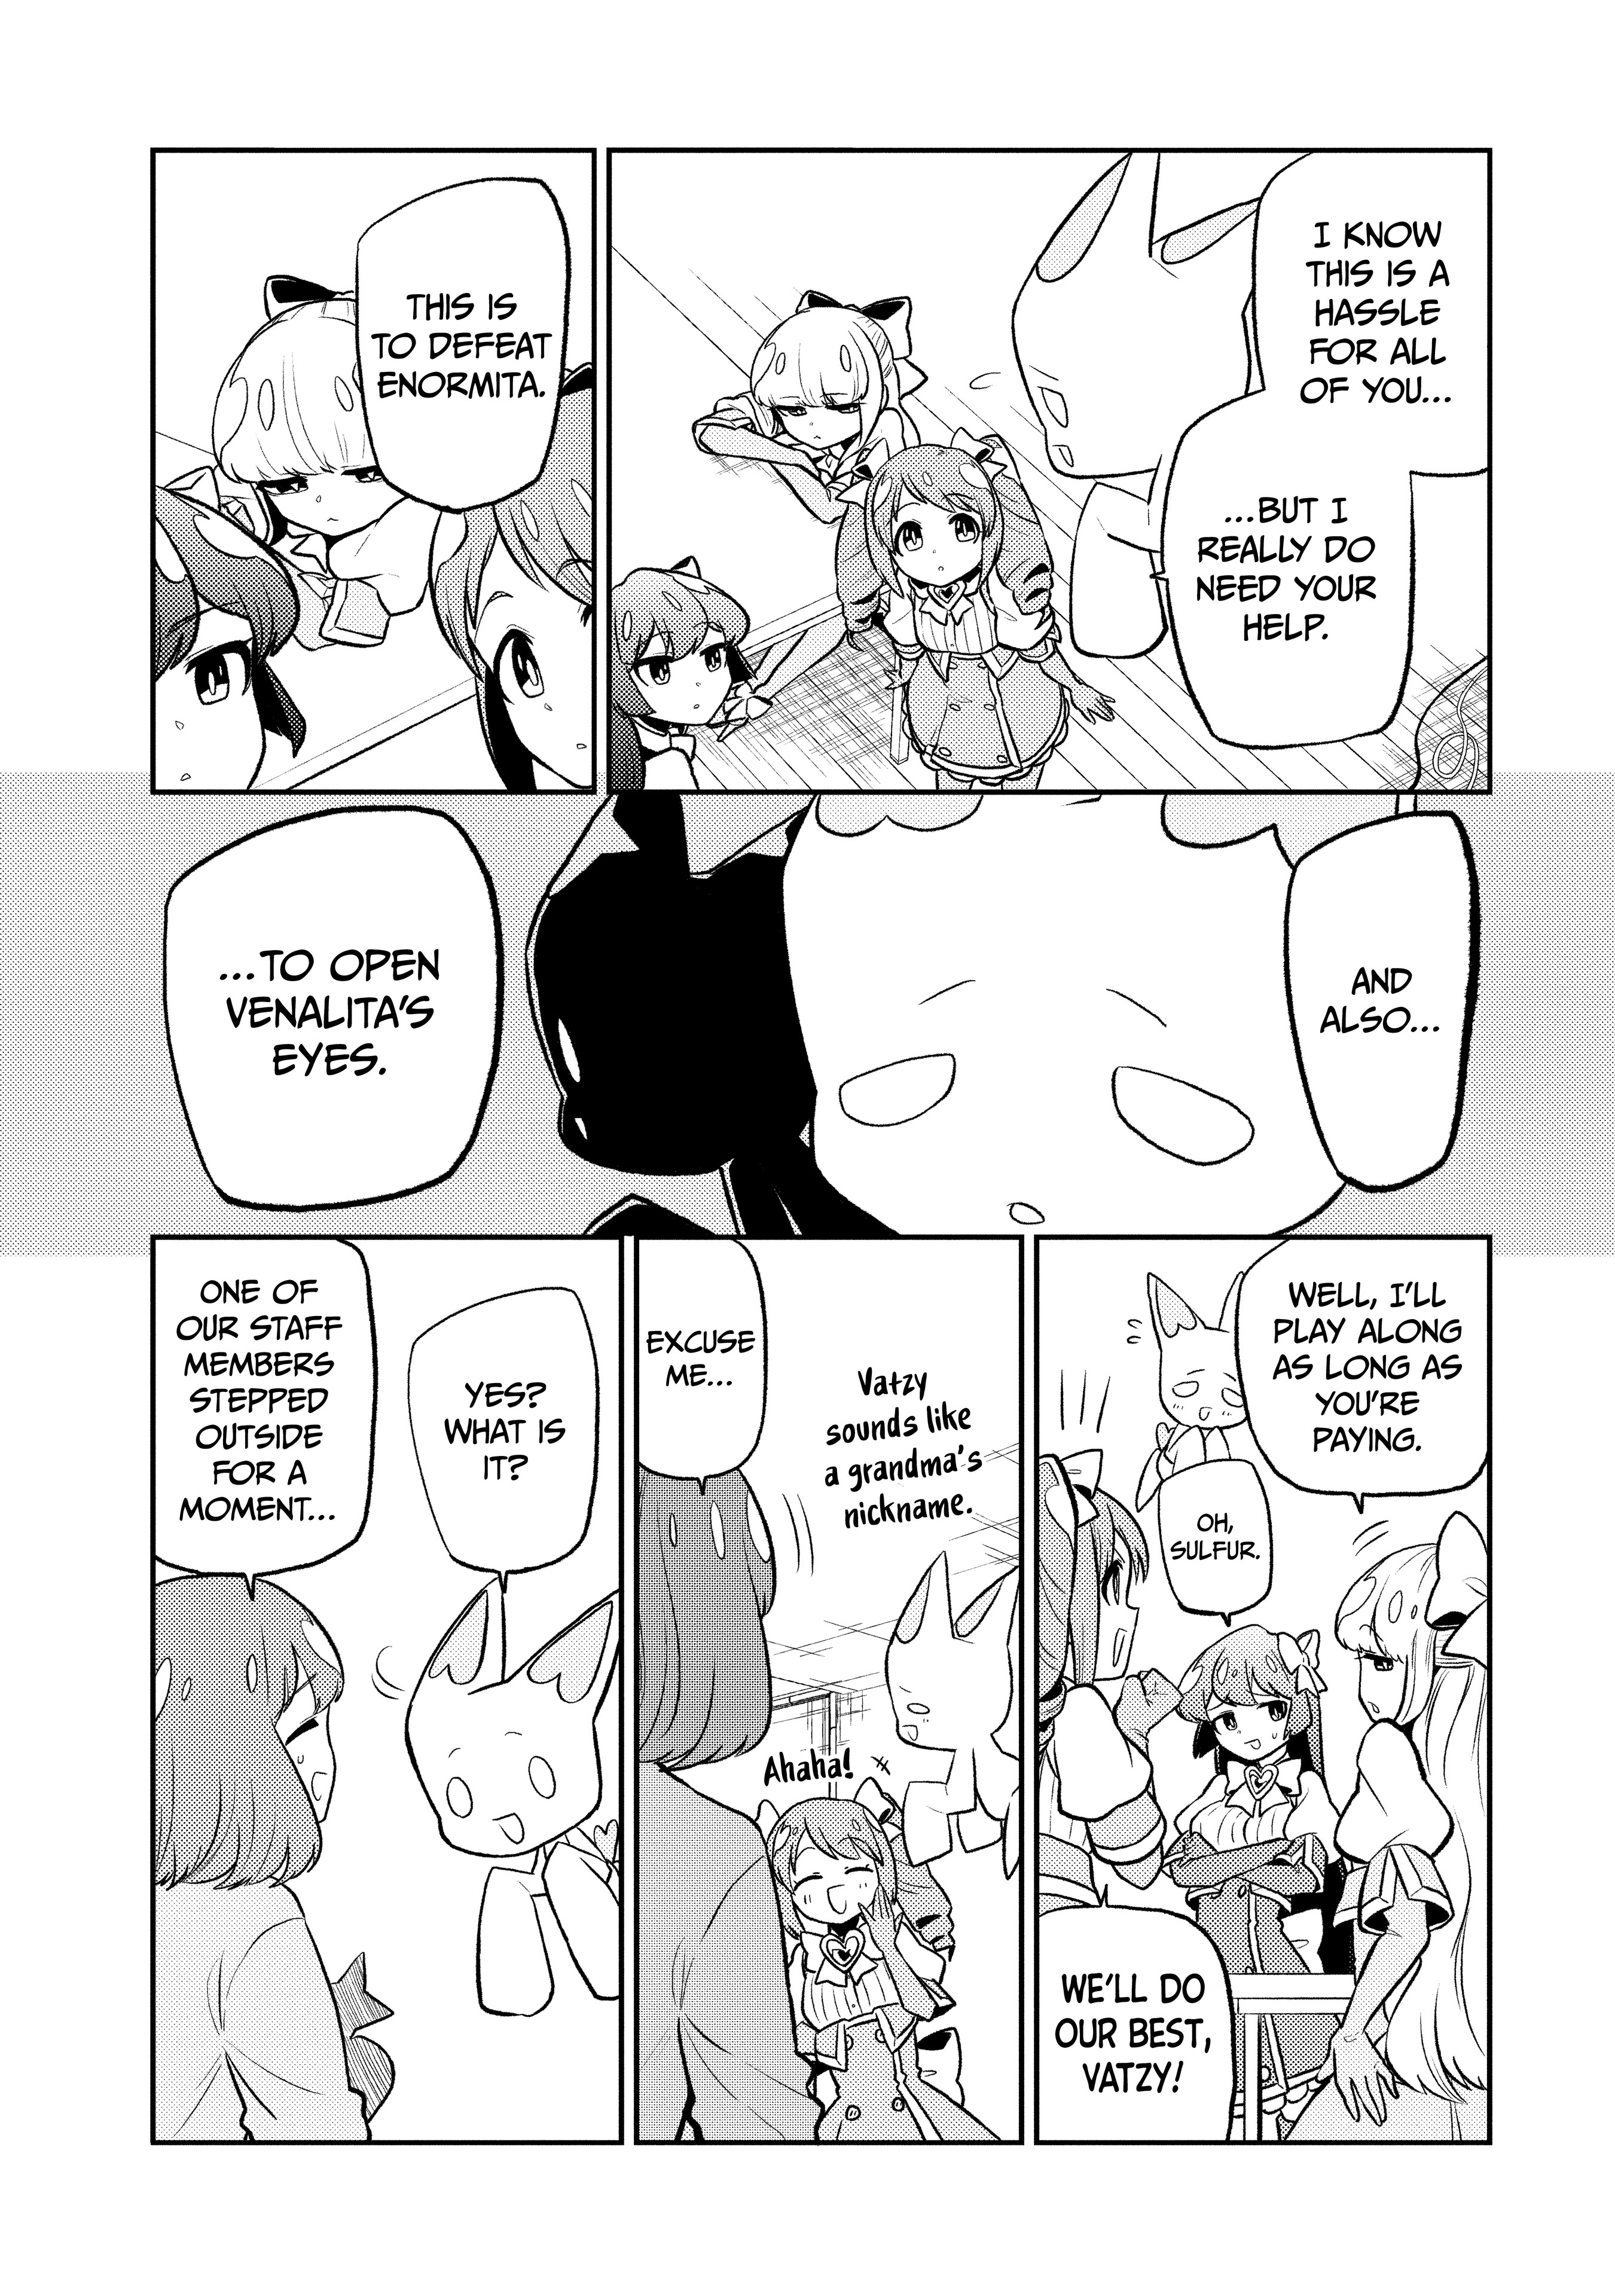 I KNOW
THIS IS A
HASSLE
FOR ALL
OF YOU...
...BUT I
REALLY DO
NEED YOUR
HELP.
THIS IS
TO DEFEAT
ENORMITA.
AND
ALSO...
...TO OPEN
VENALITA'S
EYES.
WELL, I'LL
PLAY ALONG
AS LONG AS
YOU'RE
PAYING.
OH,
SULFUR.
WE'LL DO
OUR BEST,
VATZY!
Vatzy
sounds like
a grandma's
nickname.
Ahaha!
EXCUSE
ME...
YES?
WHAT IS
IT?
ONE OF
OUR STAFF
MEMBERS
STEPPED
OUTSIDE
FOR A
MOMENT...